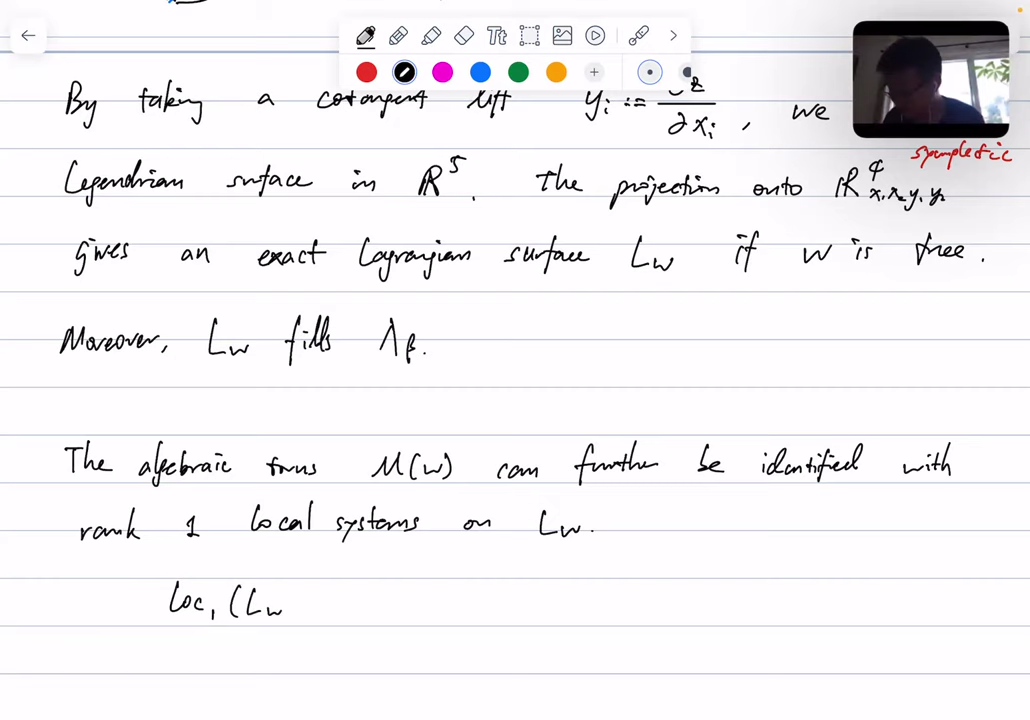 By taking a cotangent lift y_i := ∂z/∂x_i, we
symplectic
Legendrian surface in ℝ^5. The projection onto ℝ^4_{x_1x_2y_1y_2}
gives an exact Lagrangian surface L_w if w is free.
Moreover, L_w fills Λ_β.
The algebraic torus M(w) can further be identified with
rank 1 local systems on L_w.
Loc_1(L_w
Tt